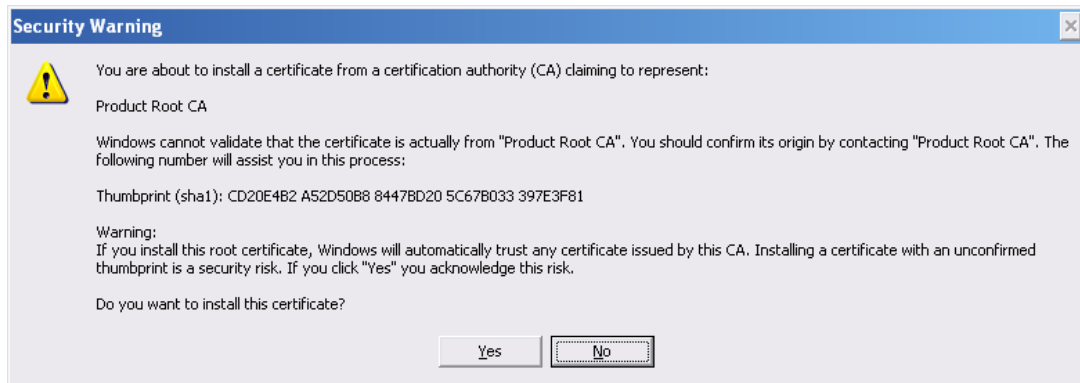 Security Warning
You are about to install a certificate from a certification authority (CA) claiming to represent:
Product Root CA
Windows cannot validate that the certificate is actually from "Product Root CA". You should confirm its origin by contacting "Product Root CA". The
following number will assist you in this process:
Thumbprint (sha1): CD20E4B2 A52D50B8 8447BD20 5C67B033 397E3F81
Warning:
If you install this root certificate, Windows will automatically trust any certificate issued by this CA. Installing a certificate with an unconfirmed
thumbprint is a security risk. If you click "Yes" you acknowledge this risk.
Do you want to install this certificate?
Yes No